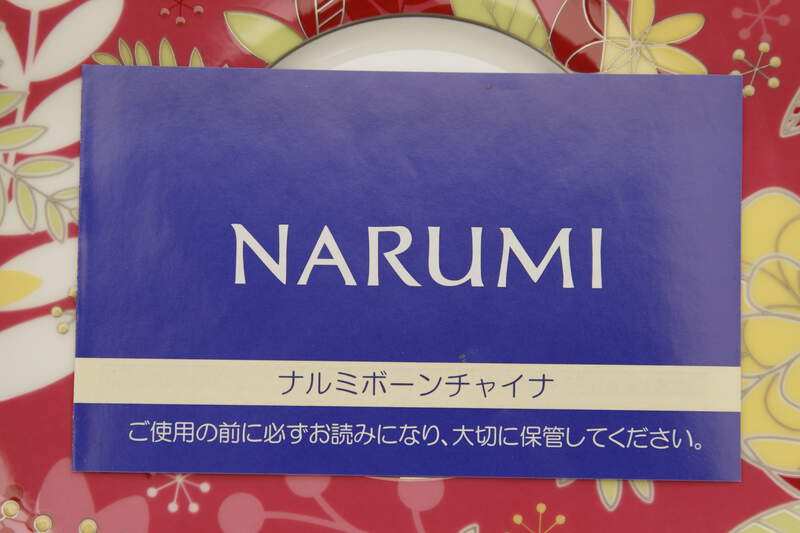 NARUMI
ナルミボーンチャイナ
ご使用の前に必ずお読みになり、大切に保管してください。